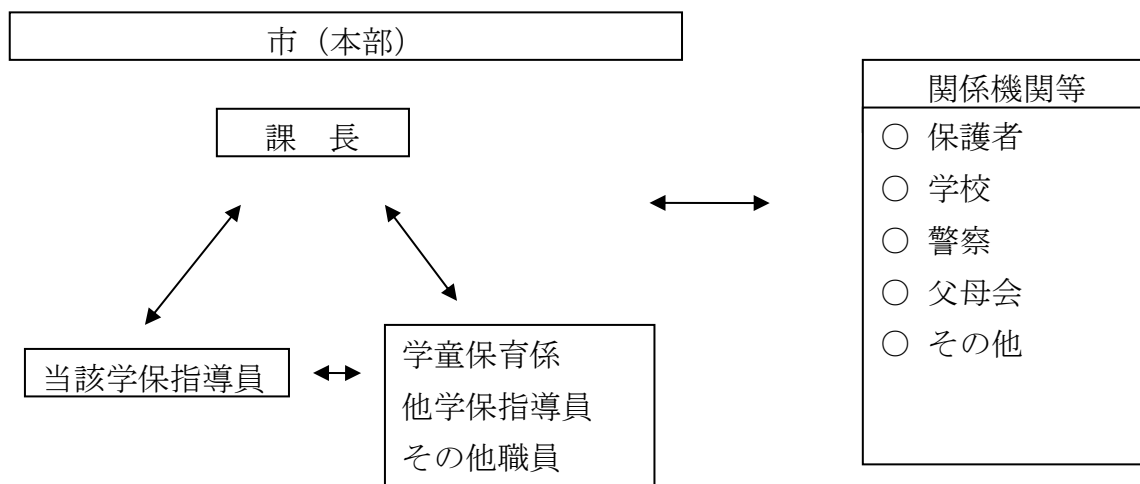 市（本部）
課　長
当該学保指導員
学童保育係
他学保指導員
その他職員
関係機関等
○ 保護者
○ 学校
○ 警察
○ 父母会
○ その他